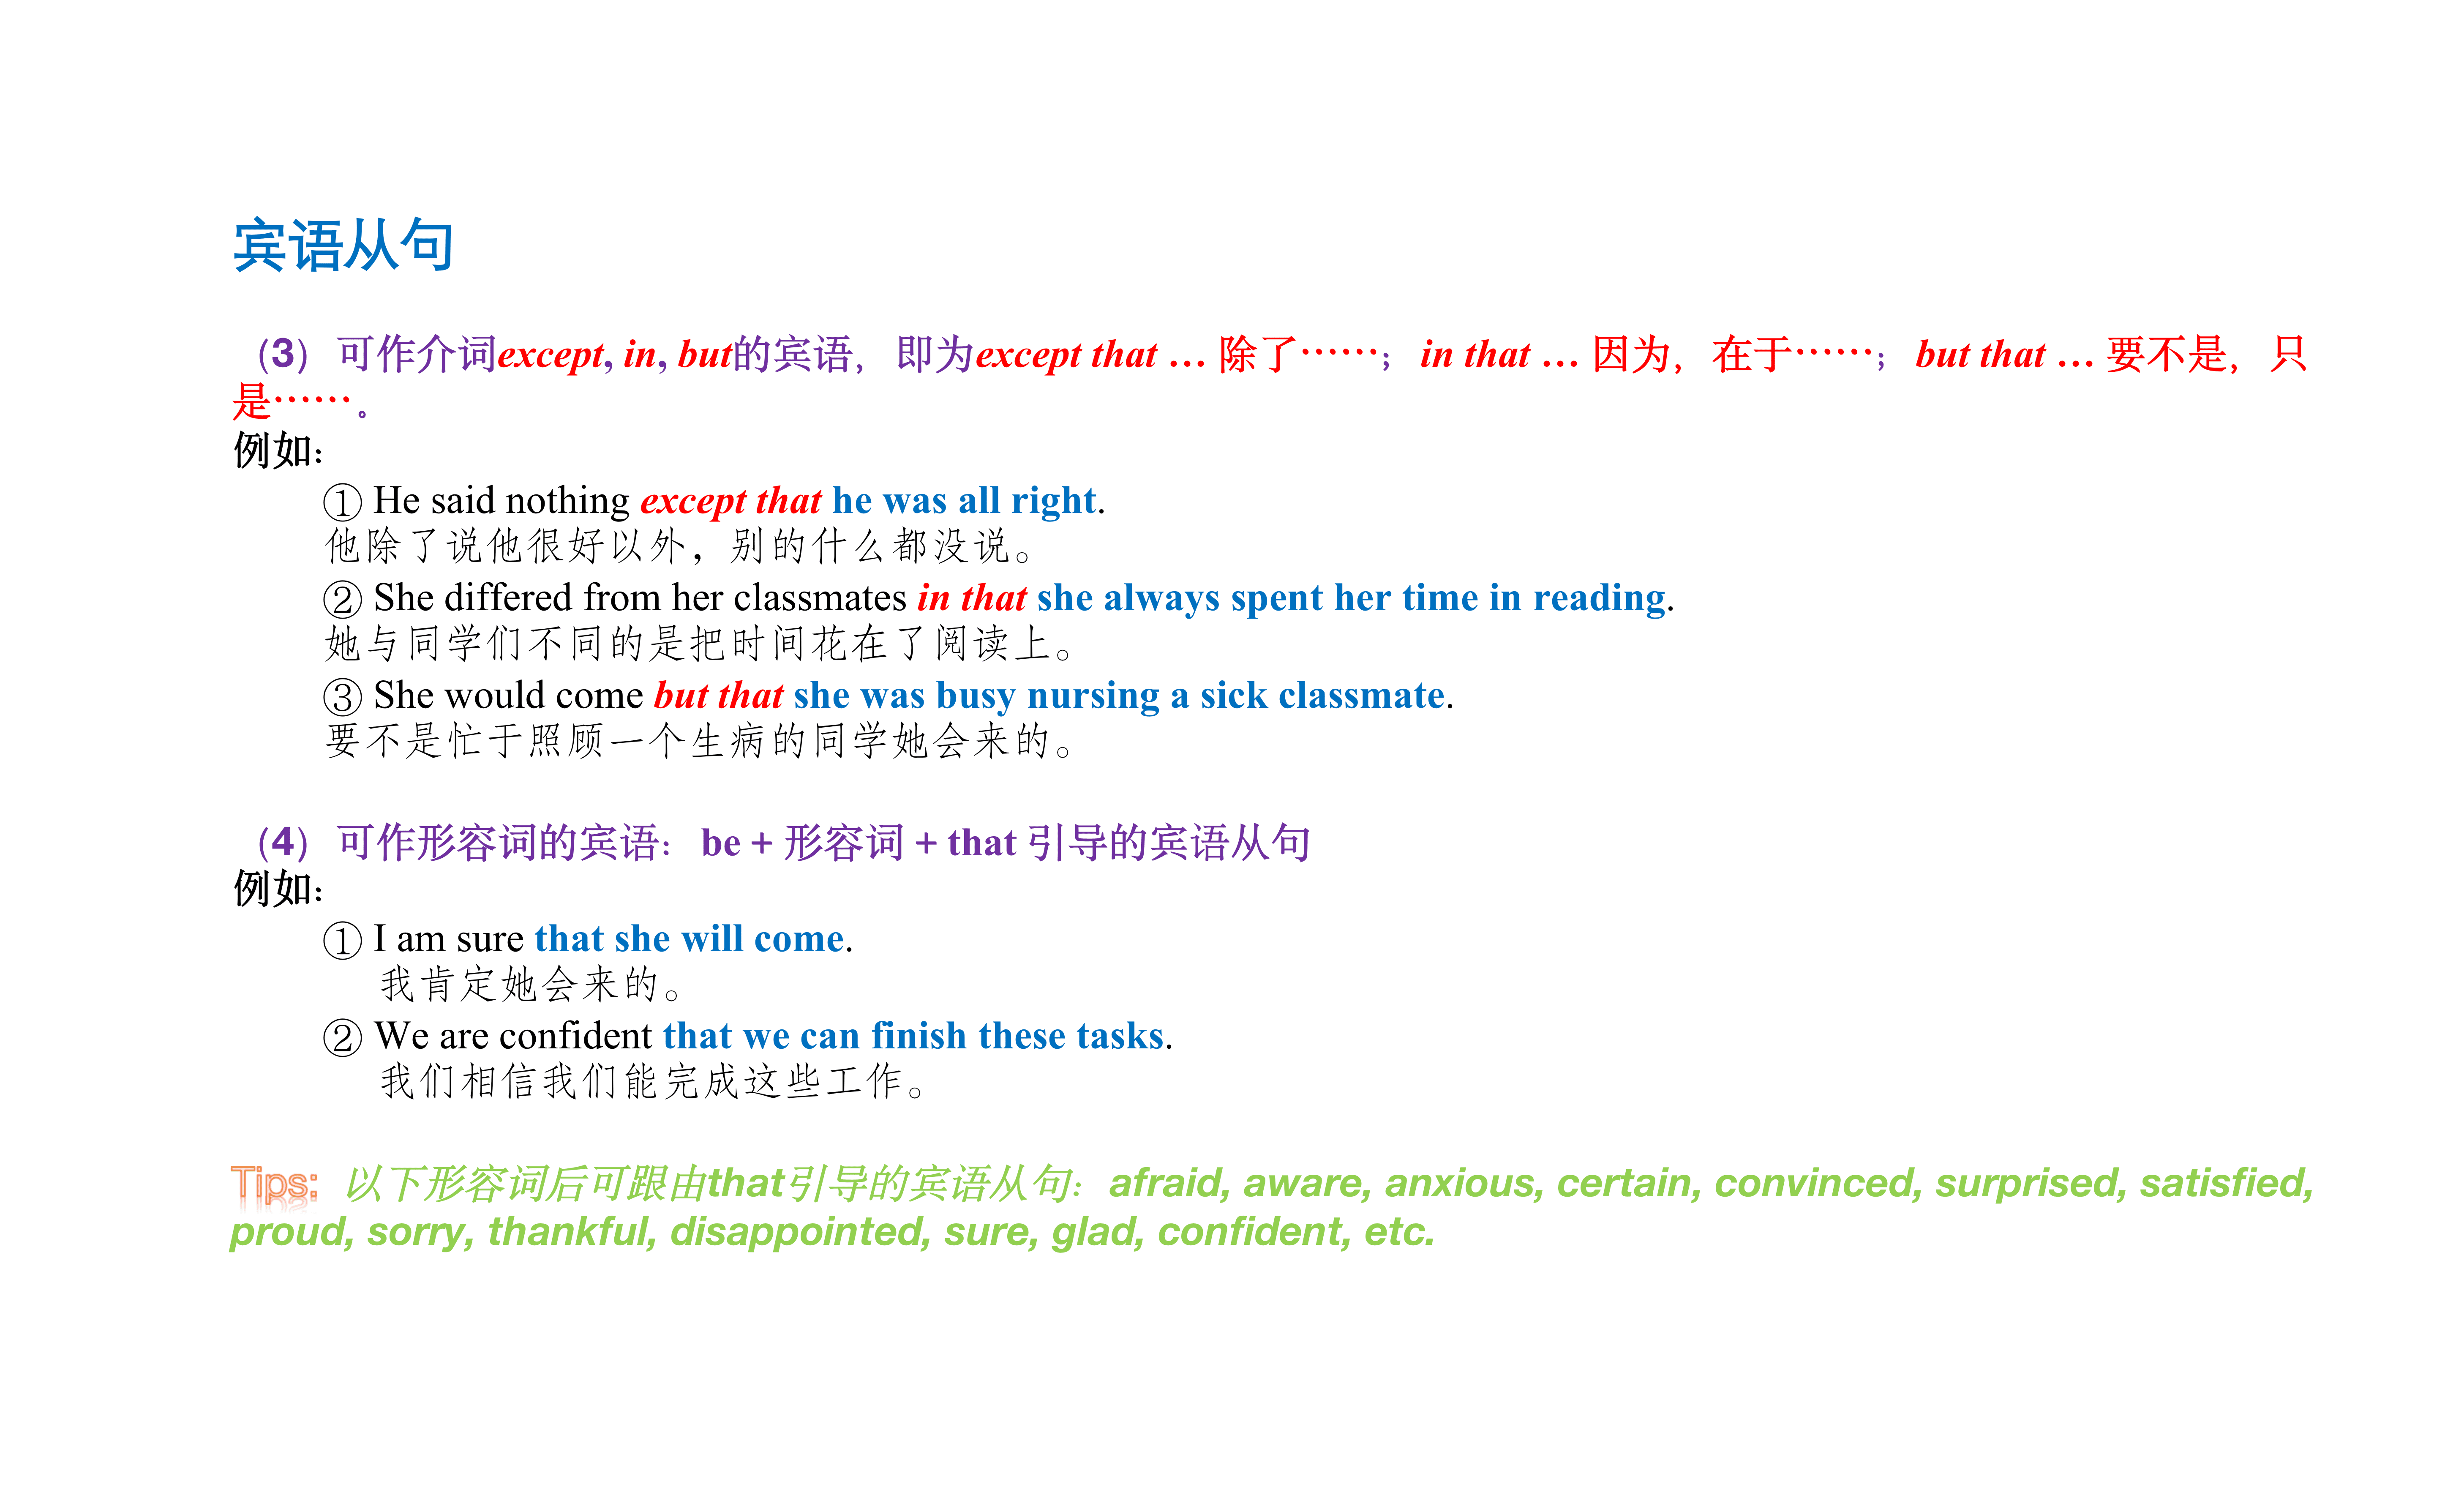 宾语从句
（3）可作介词except, in, but的宾语，即为except that … 除了……；in that … 因为，在于……；but that … 要不是，只
是……。
例如：
① He said nothing except that he was all right.
他除了说他很好以外，别的什么都没说。
② She differed from her classmates in that she always spent her time in reading.
她与同学们不同的是把时间花在了阅读上。
③ She would come but that she was busy nursing a sick classmate.
要不是忙于照顾一个生病的同学她会来的。
（4）可作形容词的宾语：be + 形容词 + that 引导的宾语从句
例如：
① I am sure that she will come.
我肯定她会来的。
② We are confident that we can finish these tasks.
我们相信我们能完成这些工作。
Tips: 以下形容词后可跟由that引导的宾语从句：afraid, aware, anxious, certain, convinced, surprised, satisfied,
proud, sorry, thankful, disappointed, sure, glad, confident, etc.